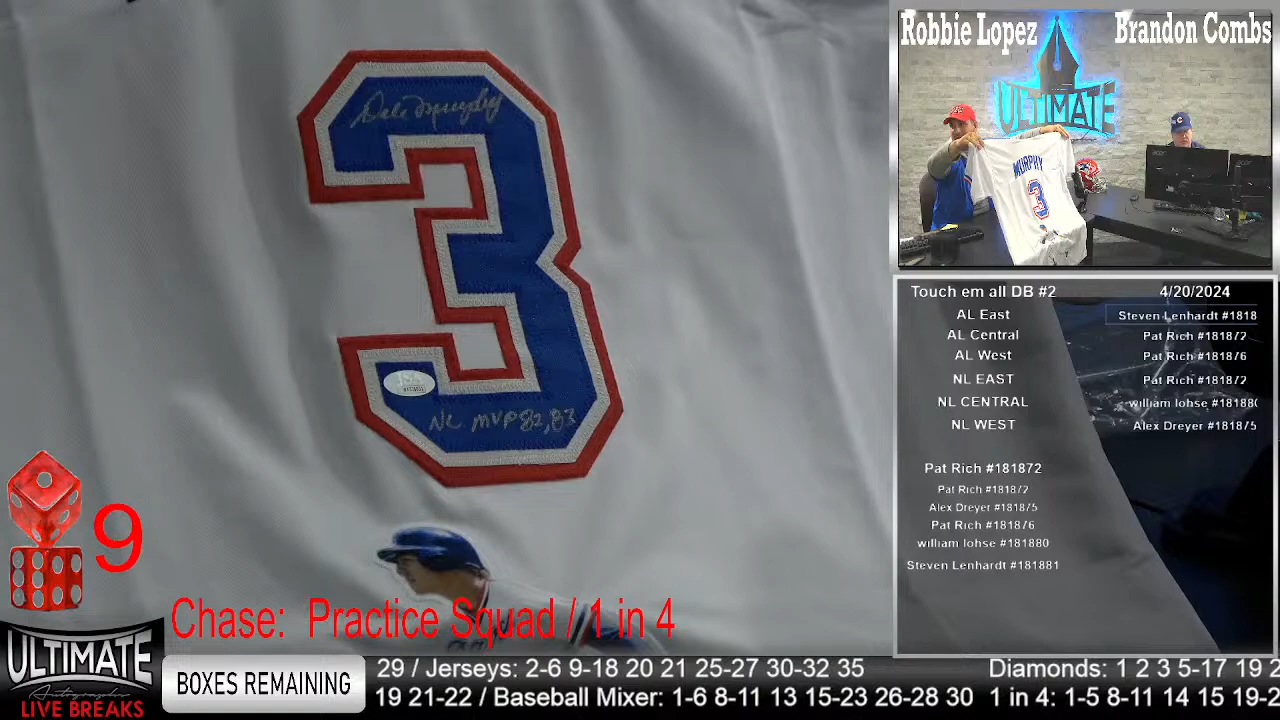 Robbie Lopez
Brandon Combs
ULTIMATE
MURPHY
3
Dale Murphy
3
JSA
NL MVP 82, 83
Touch em all DB #2 4/20/2024
AL East Steven Lenhardt #1818
AL Central Pat Rich #181872
AL West Pat Rich #181876
NL EAST Pat Rich #181872
NL CENTRAL william lohse #18188(
NL WEST Alex Dreyer #181875
Pat Rich #181872
Pat Rich #181872
Alex Dreyer #181875
Pat Rich #181876
william lohse #181880
Steven Lenhardt #181881
9
Chase: Practice Squad / 1 in 4
ULTIMATE
Autographs
LIVE BREAKS
BOXES REMAINING
29 / Jerseys: 2-6 9-18 20 21 25-27 30-32 35 Diamonds: 1 2 3 5-17 19 2
19 21-22 / Baseball Mixer: 1-6 8-11 13 15-23 26-28 30 1 in 4: 1-5 8-11 14 15 19-2